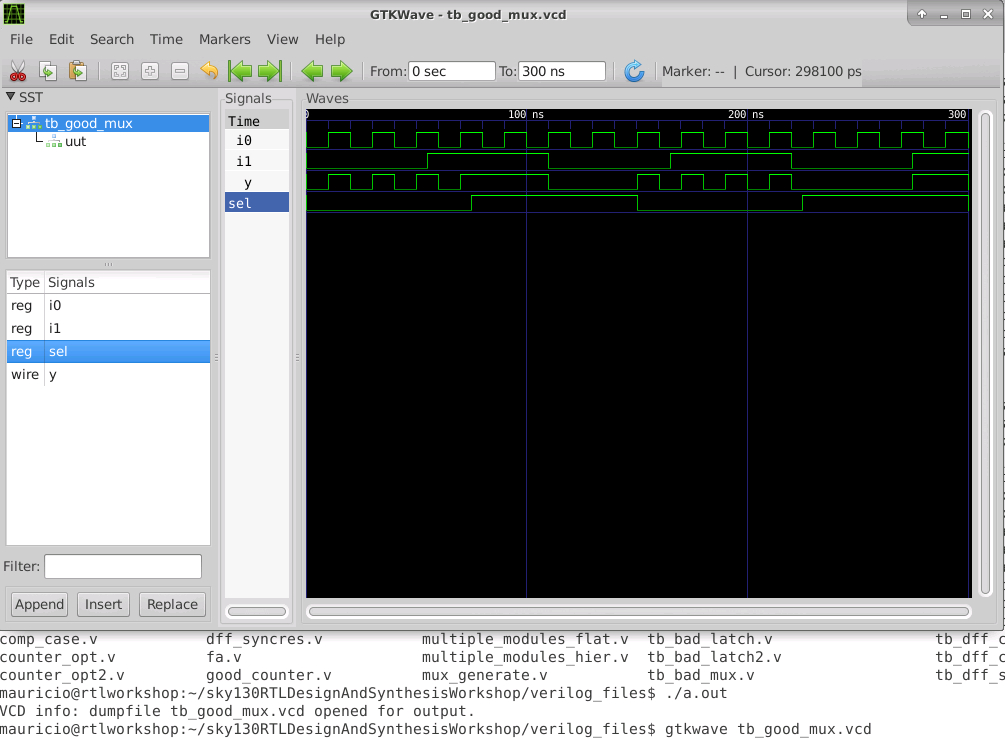 GTKWave - tb_good_mux.vcd
File Edit Search Time Markers View Help
From: 0 sec To: 300 ns Marker: -- | Cursor: 298100 ps
SST
tb_good_mux
uut
Type Signals
reg i0
reg i1
reg sel
wire y
Filter:
Append Insert Replace
Signals
Time
i0
i1
y
sel
Waves
0 100 ns 200 ns 300
comp_case.v dff_syncres.v multiple_modules_flat.v tb_bad_latch.v tb_dff_c
counter_opt.v fa.v multiple_modules_hier.v tb_bad_latch2.v tb_dff_c
counter_opt2.v good_counter.v mux_generate.v tb_bad_mux.v tb_dff_s
mauricio@rtlworkshop:~/sky130RTLDesignAndSynthesisWorkshop/verilog_files$ ./a.out
VCD info: dumpfile tb_good_mux.vcd opened for output.
mauricio@rtlworkshop:~/sky130RTLDesignAndSynthesisWorkshop/verilog_files$ gtkwave tb_good_mux.vcd